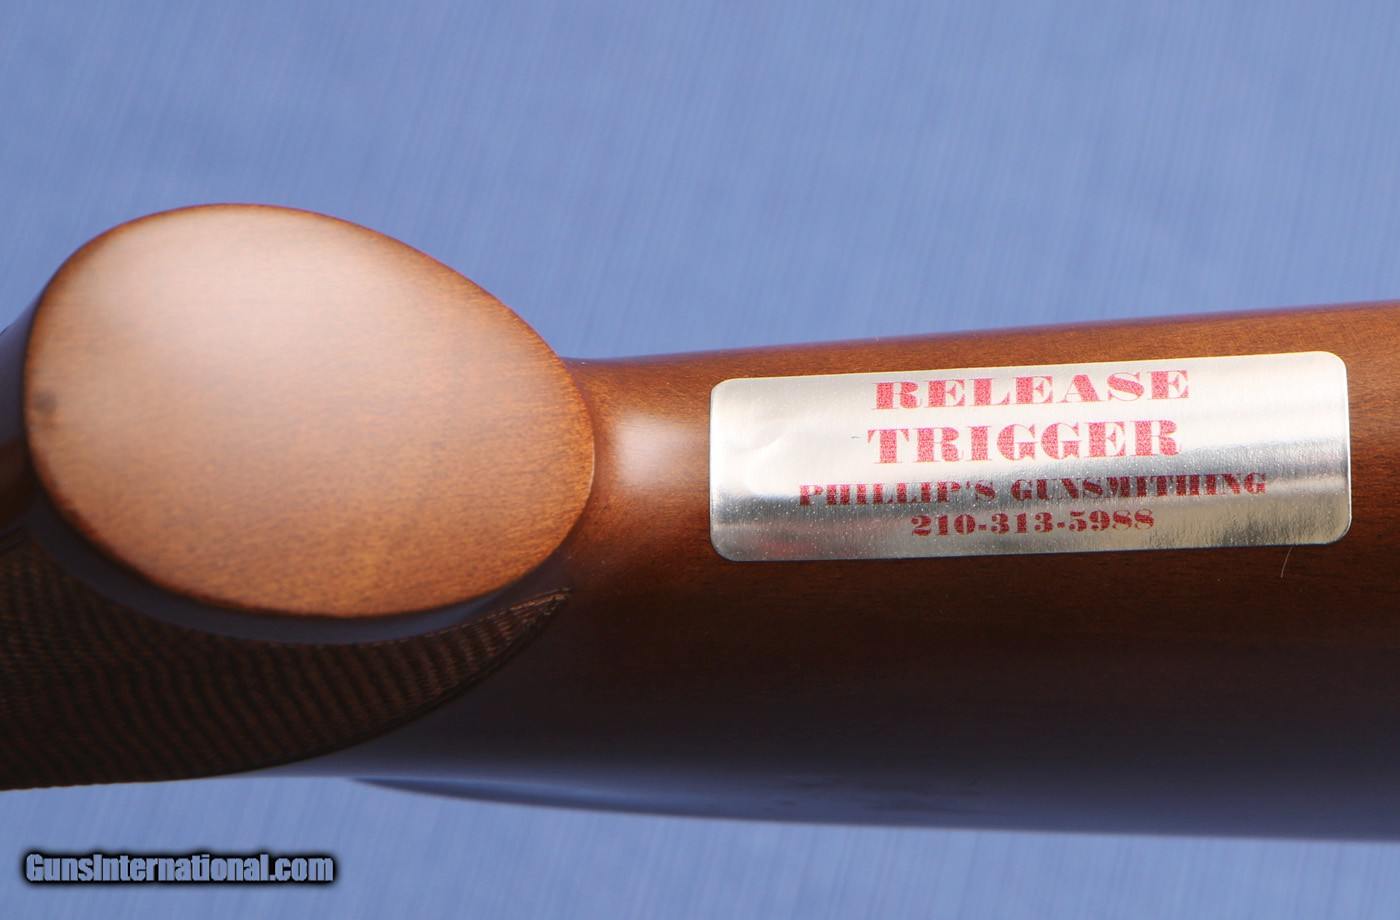 RELEASE
TRIGGER
PHILLIP'S GUNSMITHING
210-313-5988
GunsInternational.com